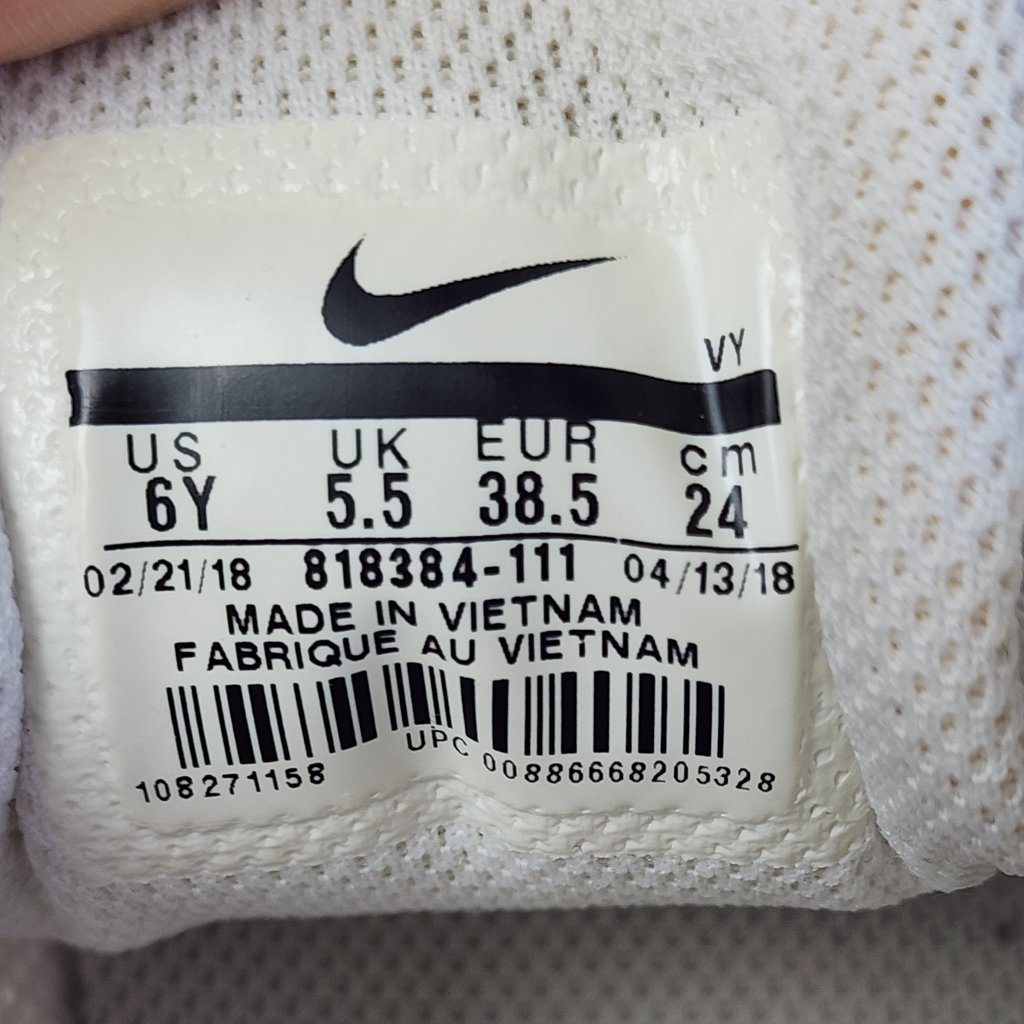 VY
US UK EUR cm
6Y 5.5 38.5 24
02/21/18 818384-111 04/13/18
MADE IN VIETNAM
FABRIQUE AU VIETNAM
108271158 UPC 00886668205328